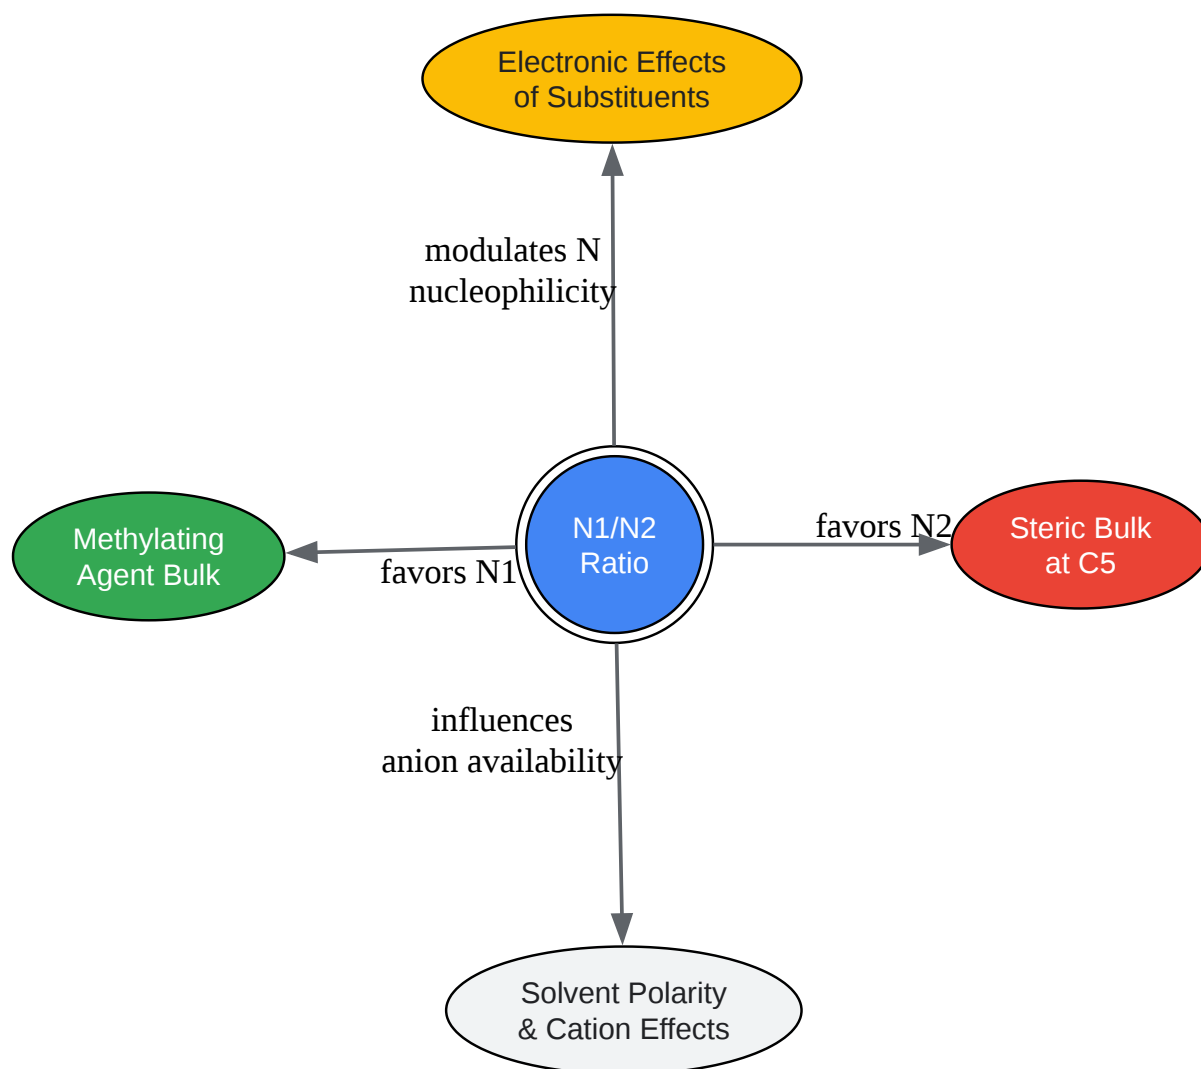 Electronic Effects
of Substituents
modulates N
nucleophilicity
Methylating
Agent Bulk
favors N1
N1/N2
Ratio
favors N2
Steric Bulk
at C5
influences
anion availability
Solvent Polarity
& Cation Effects